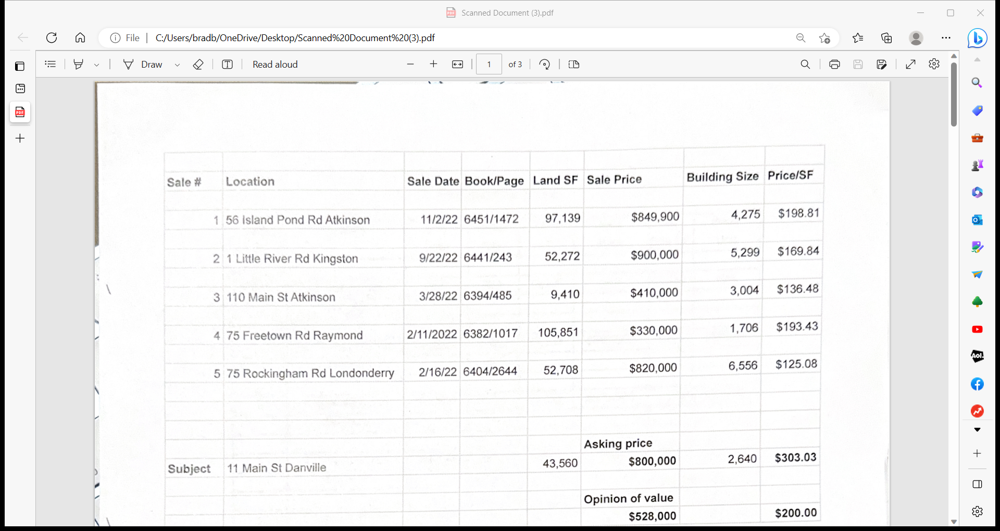 Scanned Document (3).pdf
File C:/Users/bradb/OneDrive/Desktop/Scanned%20Document%20(3).pdf
Draw Read aloud 1 of 3
Sale # Location Sale Date Book/Page Land SF Sale Price Building Size Price/SF
1 56 Island Pond Rd Atkinson 11/2/22 6451/1472 97,139 $849,900 4,275 $198.81
2 1 Little River Rd Kingston 9/22/22 6441/243 52,272 $900,000 5,299 $169.84
3 110 Main St Atkinson 3/28/22 6394/485 9,410 $410,000 3,004 $136.48
4 75 Freetown Rd Raymond 2/11/2022 6382/1017 105,851 $330,000 1,706 $193.43
5 75 Rockingham Rd Londonderry 2/16/22 6404/2644 52,708 $820,000 6,556 $125.08
Asking price
Subject 11 Main St Danville 43,560 $800,000 2,640 $303.03
Opinion of value
$528,000 $200.00
PDF
PDF
Aol.